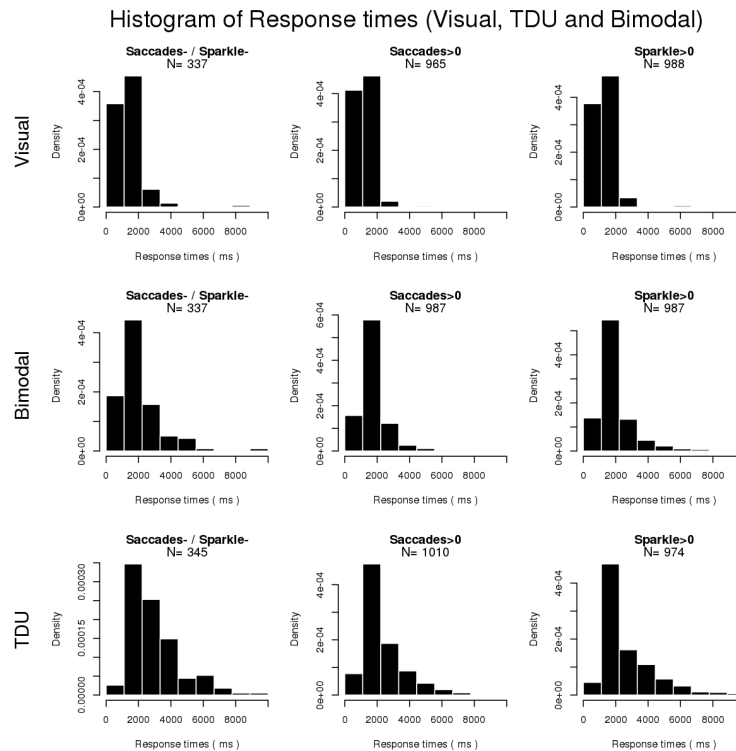 Histogram of Response times (Visual, TDU and Bimodal)
Visual
Saccades- / Sparkle-
N= 337
Density
0e+00 2e-04 4e-04
0 2000 4000 6000 8000
Response times ( ms )
Saccades>0
N= 965
Density
0e+00 2e-04 4e-04
0 2000 4000 6000 8000
Response times ( ms )
Sparkle>0
N= 988
Density
0e+00 2e-04 4e-04
0 2000 4000 6000 8000
Response times ( ms )
Bimodal
Saccades- / Sparkle-
N= 337
Density
0e+00 2e-04 4e-04
0 2000 4000 6000 8000
Response times ( ms )
Saccades>0
N= 987
Density
0e+00 2e-04 4e-04 6e-04
0 2000 4000 6000 8000
Response times ( ms )
Sparkle>0
N= 987
Density
0e+00 2e-04 4e-04
0 2000 4000 6000 8000
Response times ( ms )
TDU
Saccades- / Sparkle-
N= 345
Density
0.00000 0.00015 0.00030
0 2000 4000 6000 8000
Response times ( ms )
Saccades>0
N= 1010
Density
0e+00 2e-04 4e-04
0 2000 4000 6000 8000
Response times ( ms )
Sparkle>0
N= 974
Density
0e+00 2e-04 4e-04
0 2000 4000 6000 8000
Response times ( ms )